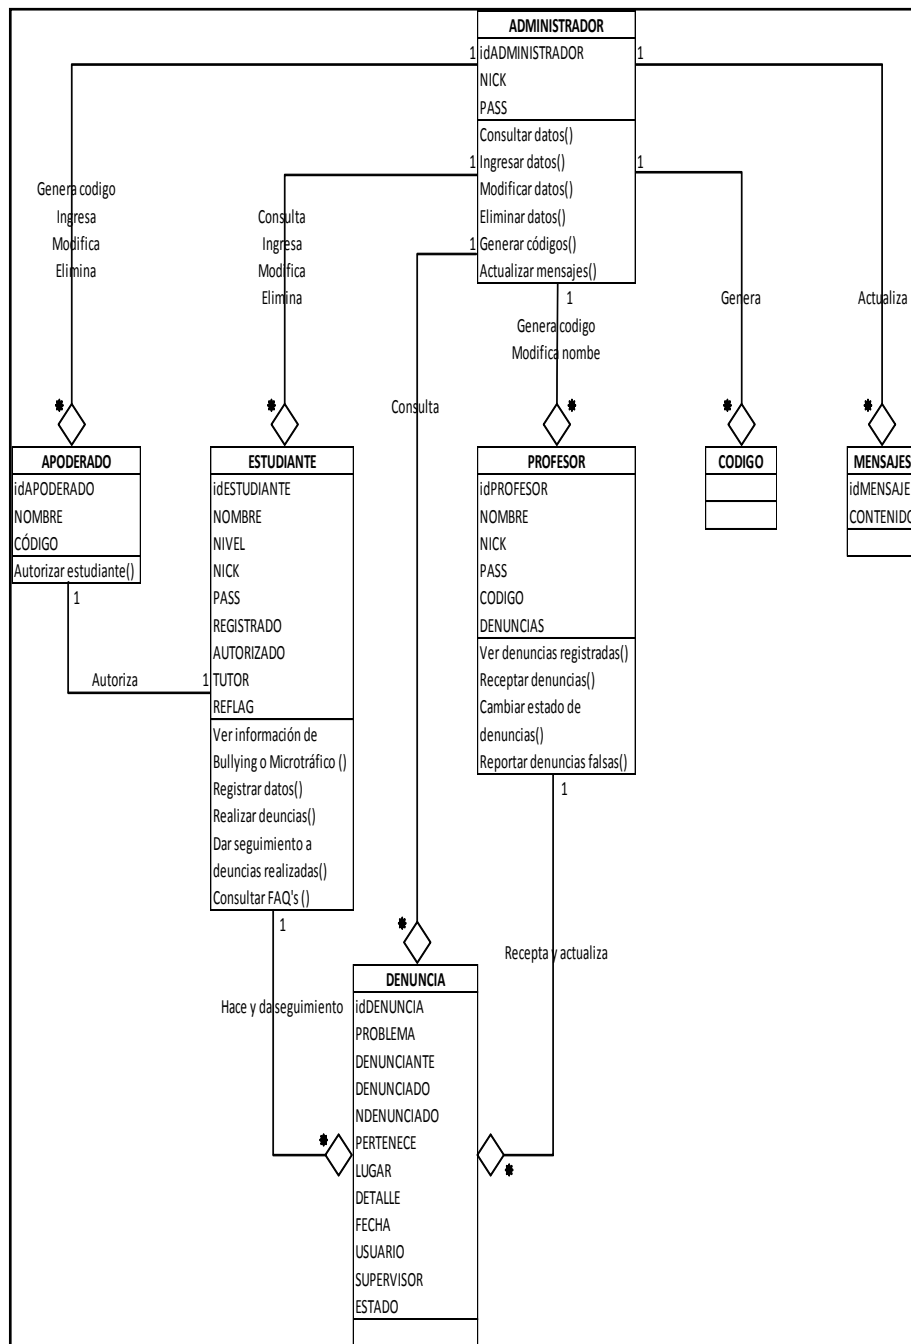 ADMINISTRADOR
1
idADMINISTRADOR
1
NICK
PASS
Consultar datos()
1
Ingresar datos()
1
Modificar datos()
Eliminar datos()
1
Generar códigos()
Actualizar mensajes()
1
Genera codigo
Ingresa
Modifica
Elimina
Consulta
Ingresa
Modifica
Elimina
Consulta
Genera codigo
Modifica nombe
Genera
Actualiza
*
*
*
*
*
APODERADO
idAPODERADO
NOMBRE
CÓDIGO
Autorizar estudiante()
1
Autoriza
1
ESTUDIANTE
idESTUDIANTE
NOMBRE
NIVEL
NICK
PASS
REGISTRADO
AUTORIZADO
TUTOR
REFLAG
Ver información de
Bullying o Microtráfico ()
Registrar datos()
Realizar deuncias()
Dar seguimiento a
deuncias realizadas()
Consultar FAQ's ()
1
PROFESOR
idPROFESOR
NOMBRE
NICK
PASS
CODIGO
DENUNCIAS
Ver denuncias registradas()
Receptar denuncias()
Cambiar estado de
denuncias()
Reportar denuncias falsas()
1
CODIGO
MENSAJES
idMENSAJE
CONTENIDO
Hace y da seguimiento
*
*
Recepta y actualiza
*
DENUNCIA
idDENUNCIA
PROBLEMA
DENUNCIANTE
DENUNCIADO
NDENUNCIADO
PERTENECE
LUGAR
DETALLE
FECHA
USUARIO
SUPERVISOR
ESTADO